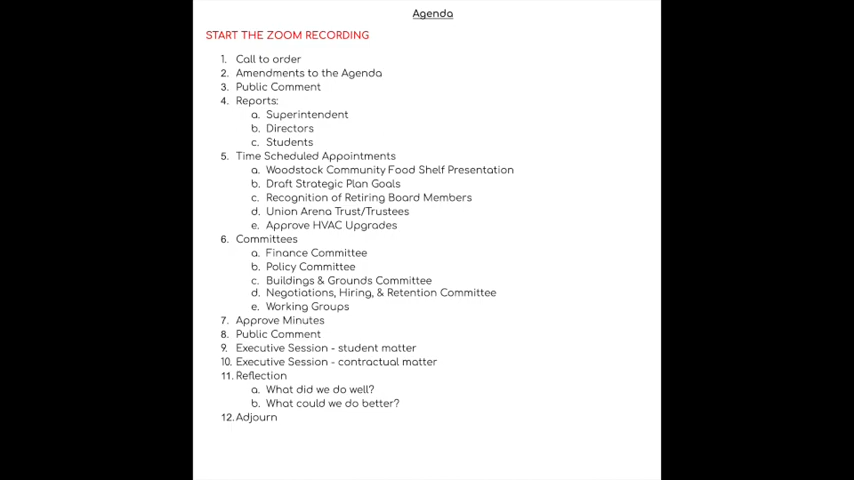 Agenda
START THE ZOOM RECORDING
1. Call to order
2. Amendments to the Agenda
3. Public Comment
4. Reports:
a. Superintendent
b. Directors
c. Students
5. Time Scheduled Appointments
a. Woodstock Community Food Shelf Presentation
b. Draft Strategic Plan Goals
c. Recognition of Retiring Board Members
d. Union Arena Trust/Trustees
e. Approve HVAC Upgrades
6. Committees
a. Finance Committee
b. Policy Committee
c. Buildings & Grounds Committee
d. Negotiations, Hiring, & Retention Committee
e. Working Groups
7. Approve Minutes
8. Public Comment
9. Executive Session - student matter
10. Executive Session - contractual matter
11. Reflection
a. What did we do well?
b. What could we do better?
12. Adjourn